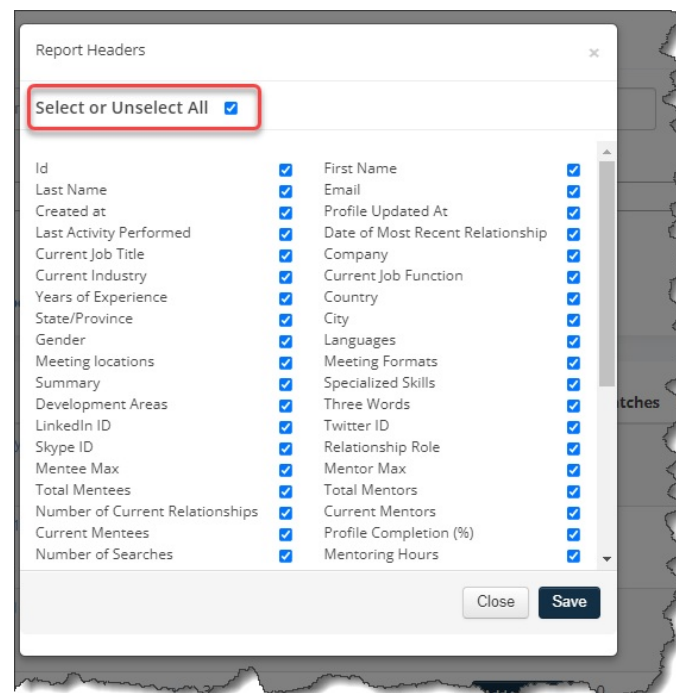 Report Headers ×
Select or Unselect All
Id First Name
Last Name Email
Created at Profile Updated At
Last Activity Performed Date of Most Recent Relationship
Current Job Title Company
Current Industry Current Job Function
Years of Experience Country
State/Province City
Gender Languages
Meeting locations Meeting Formats
Summary Specialized Skills
Development Areas Three Words
LinkedIn ID Twitter ID
Skype ID Relationship Role
Mentee Max Mentor Max
Total Mentees Total Mentors
Number of Current Relationships Current Mentors
Current Mentees Profile Completion (%)
Number of Searches Mentoring Hours
Close Save